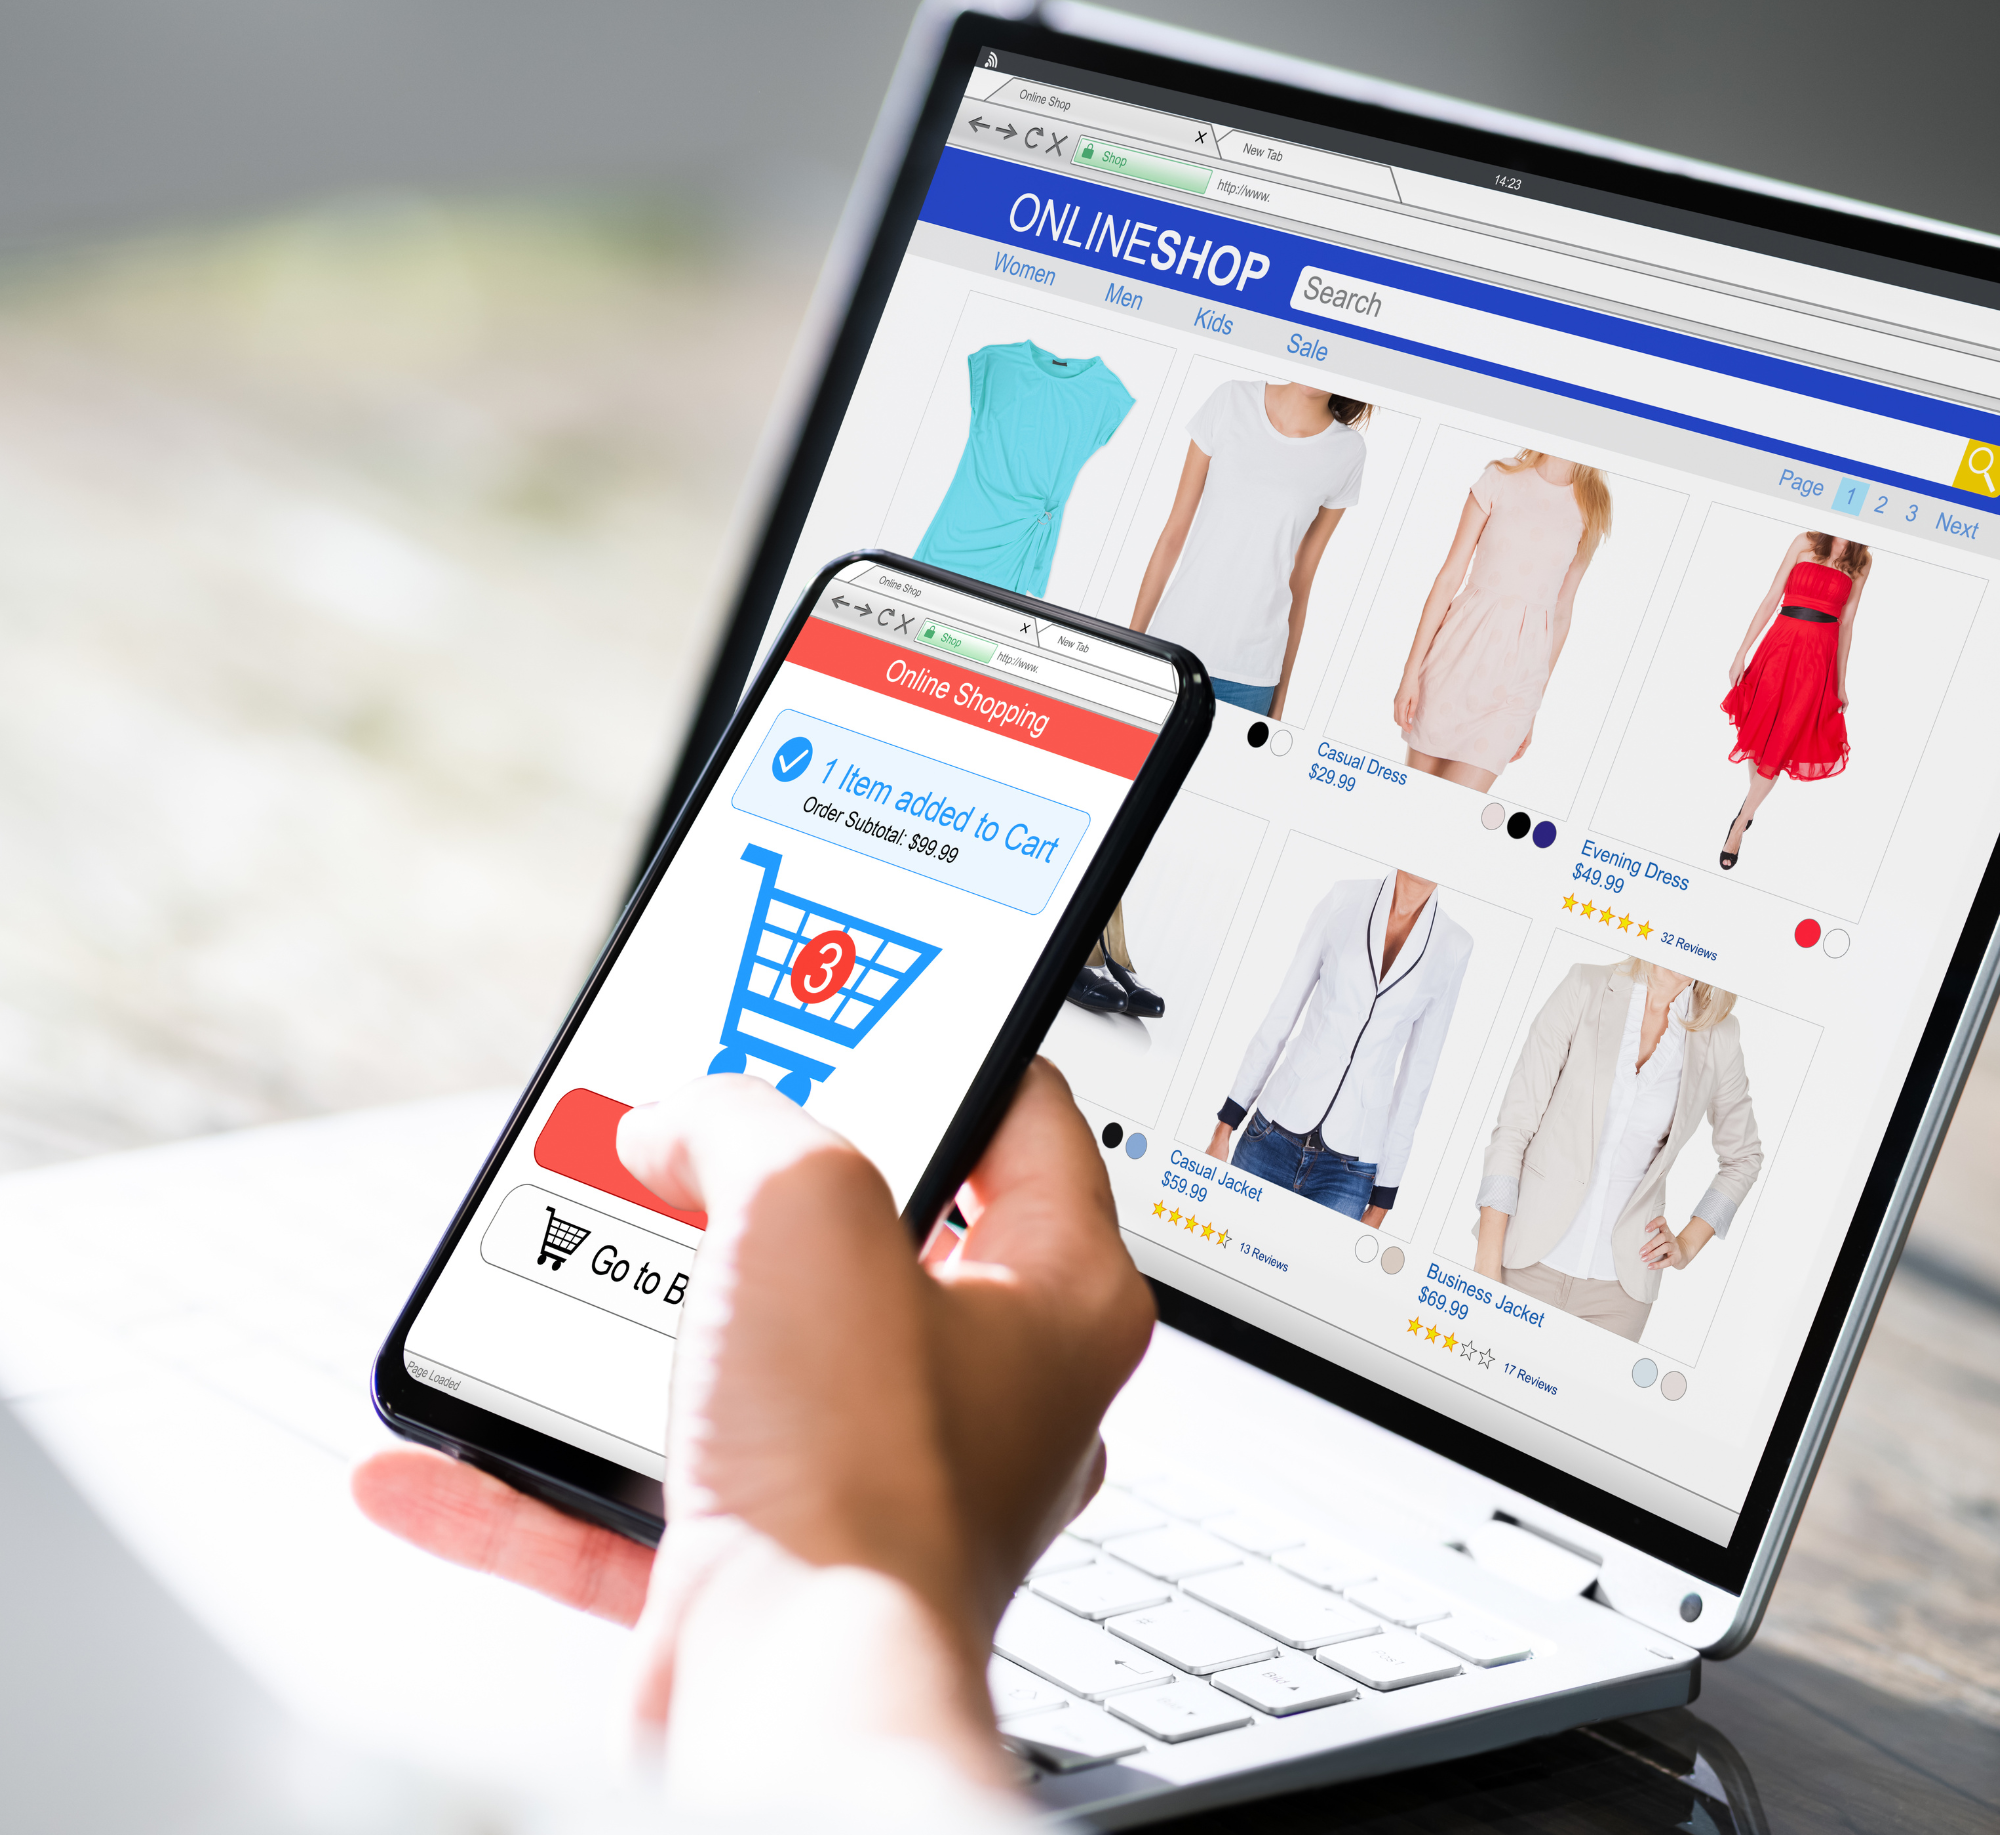 Online Shop
X
New Tab
14:23
Shop
http://www.
ONLINESHOP
Search
Women
Men
Kids
Sale
Page 1 2 3 Next
Casual Dress
$29.99
Evening Dress
$49.99
32 Reviews
Casual Jacket
$59.99
13 Reviews
Business Jacket
$69.99
17 Reviews
Online Shop
X
New Tab
Shop
http://www.
Online Shopping
1 Item added to Cart
Order Subtotal: $99.99
3
Go to
Page Loaded